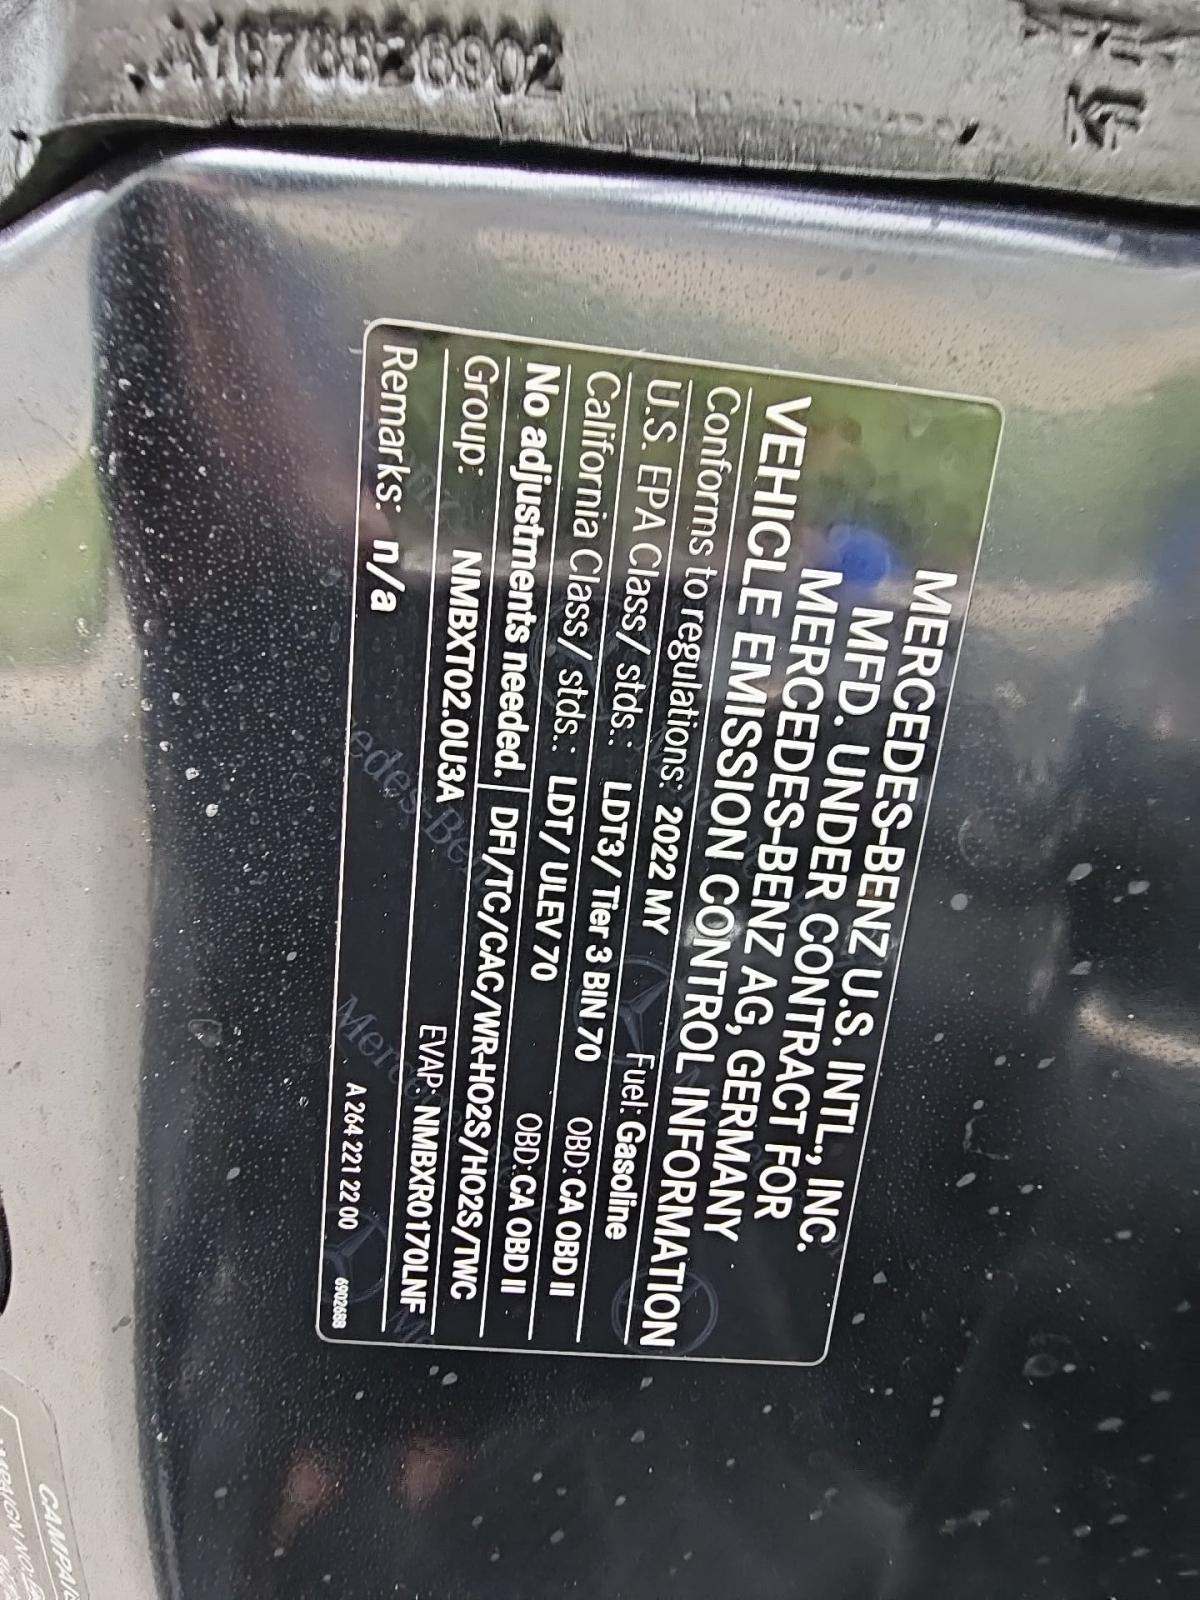 A1678326902
KTP
MERCEDES-BENZ U.S. INTL., INC.
MFD. UNDER CONTRACT FOR
MERCEDES-BENZ AG, GERMANY
VEHICLE EMISSION CONTROL INFORMATION
Conforms to regulations: 2022 MY Fuel: Gasoline
U.S. EPA Class/ stds.: LDT3/ Tier 3 BIN 70 OBD: CA OBD II
California Class/ stds.: LDT/ ULEV 70 OBD: CA OBD II
No adjustments needed. DFI/TC/CAC/WR-HO2S/HO2S/TWC
Group: NMBXT02.0U3A EVAP: NMBXR0170LNF
Remarks: n/a A 264 221 22 00
6902688